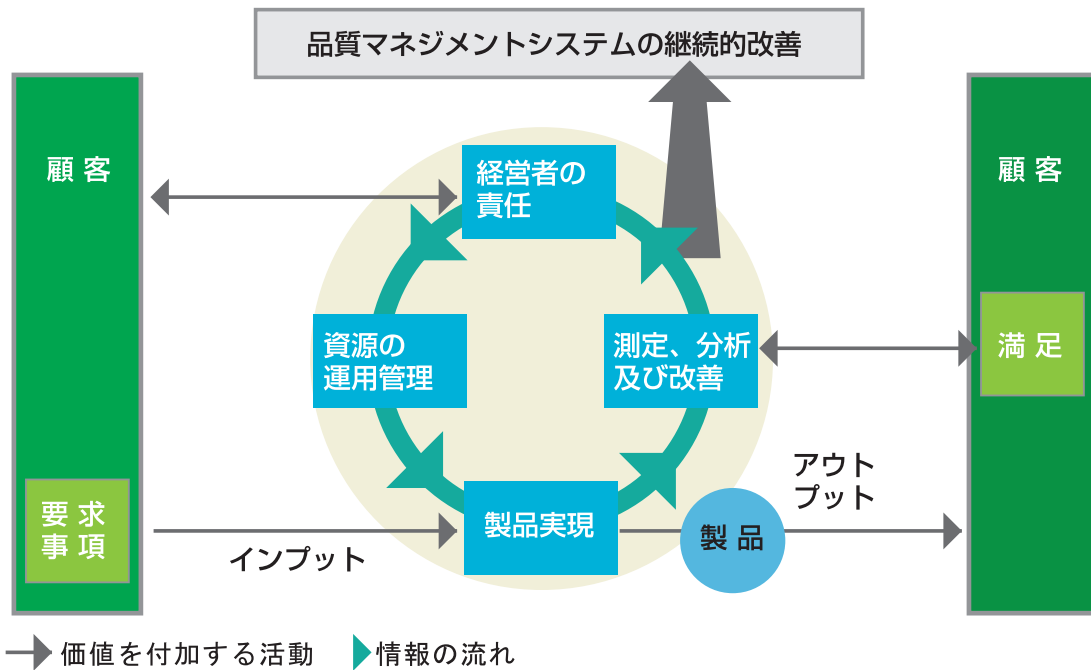 品質マネジメントシステムの継続的改善
顧客
顧客
経営者の
責任
資源の
運用管理
測定、分析
及び改善
満足
アウト
プット
要求
事項
製品実現
製品
インプット
価値を付加する活動
情報の流れ